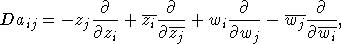 $Da_{ij} = -z_j \frac{\partial}{\partial z_i} + \overline{z_i} \frac{\partial}{\partial \overline{z_j}} + w_i \frac{\partial}{\partial w_j} - \overline{w_j} \frac{\partial}{\partial \overline{w_i}},$